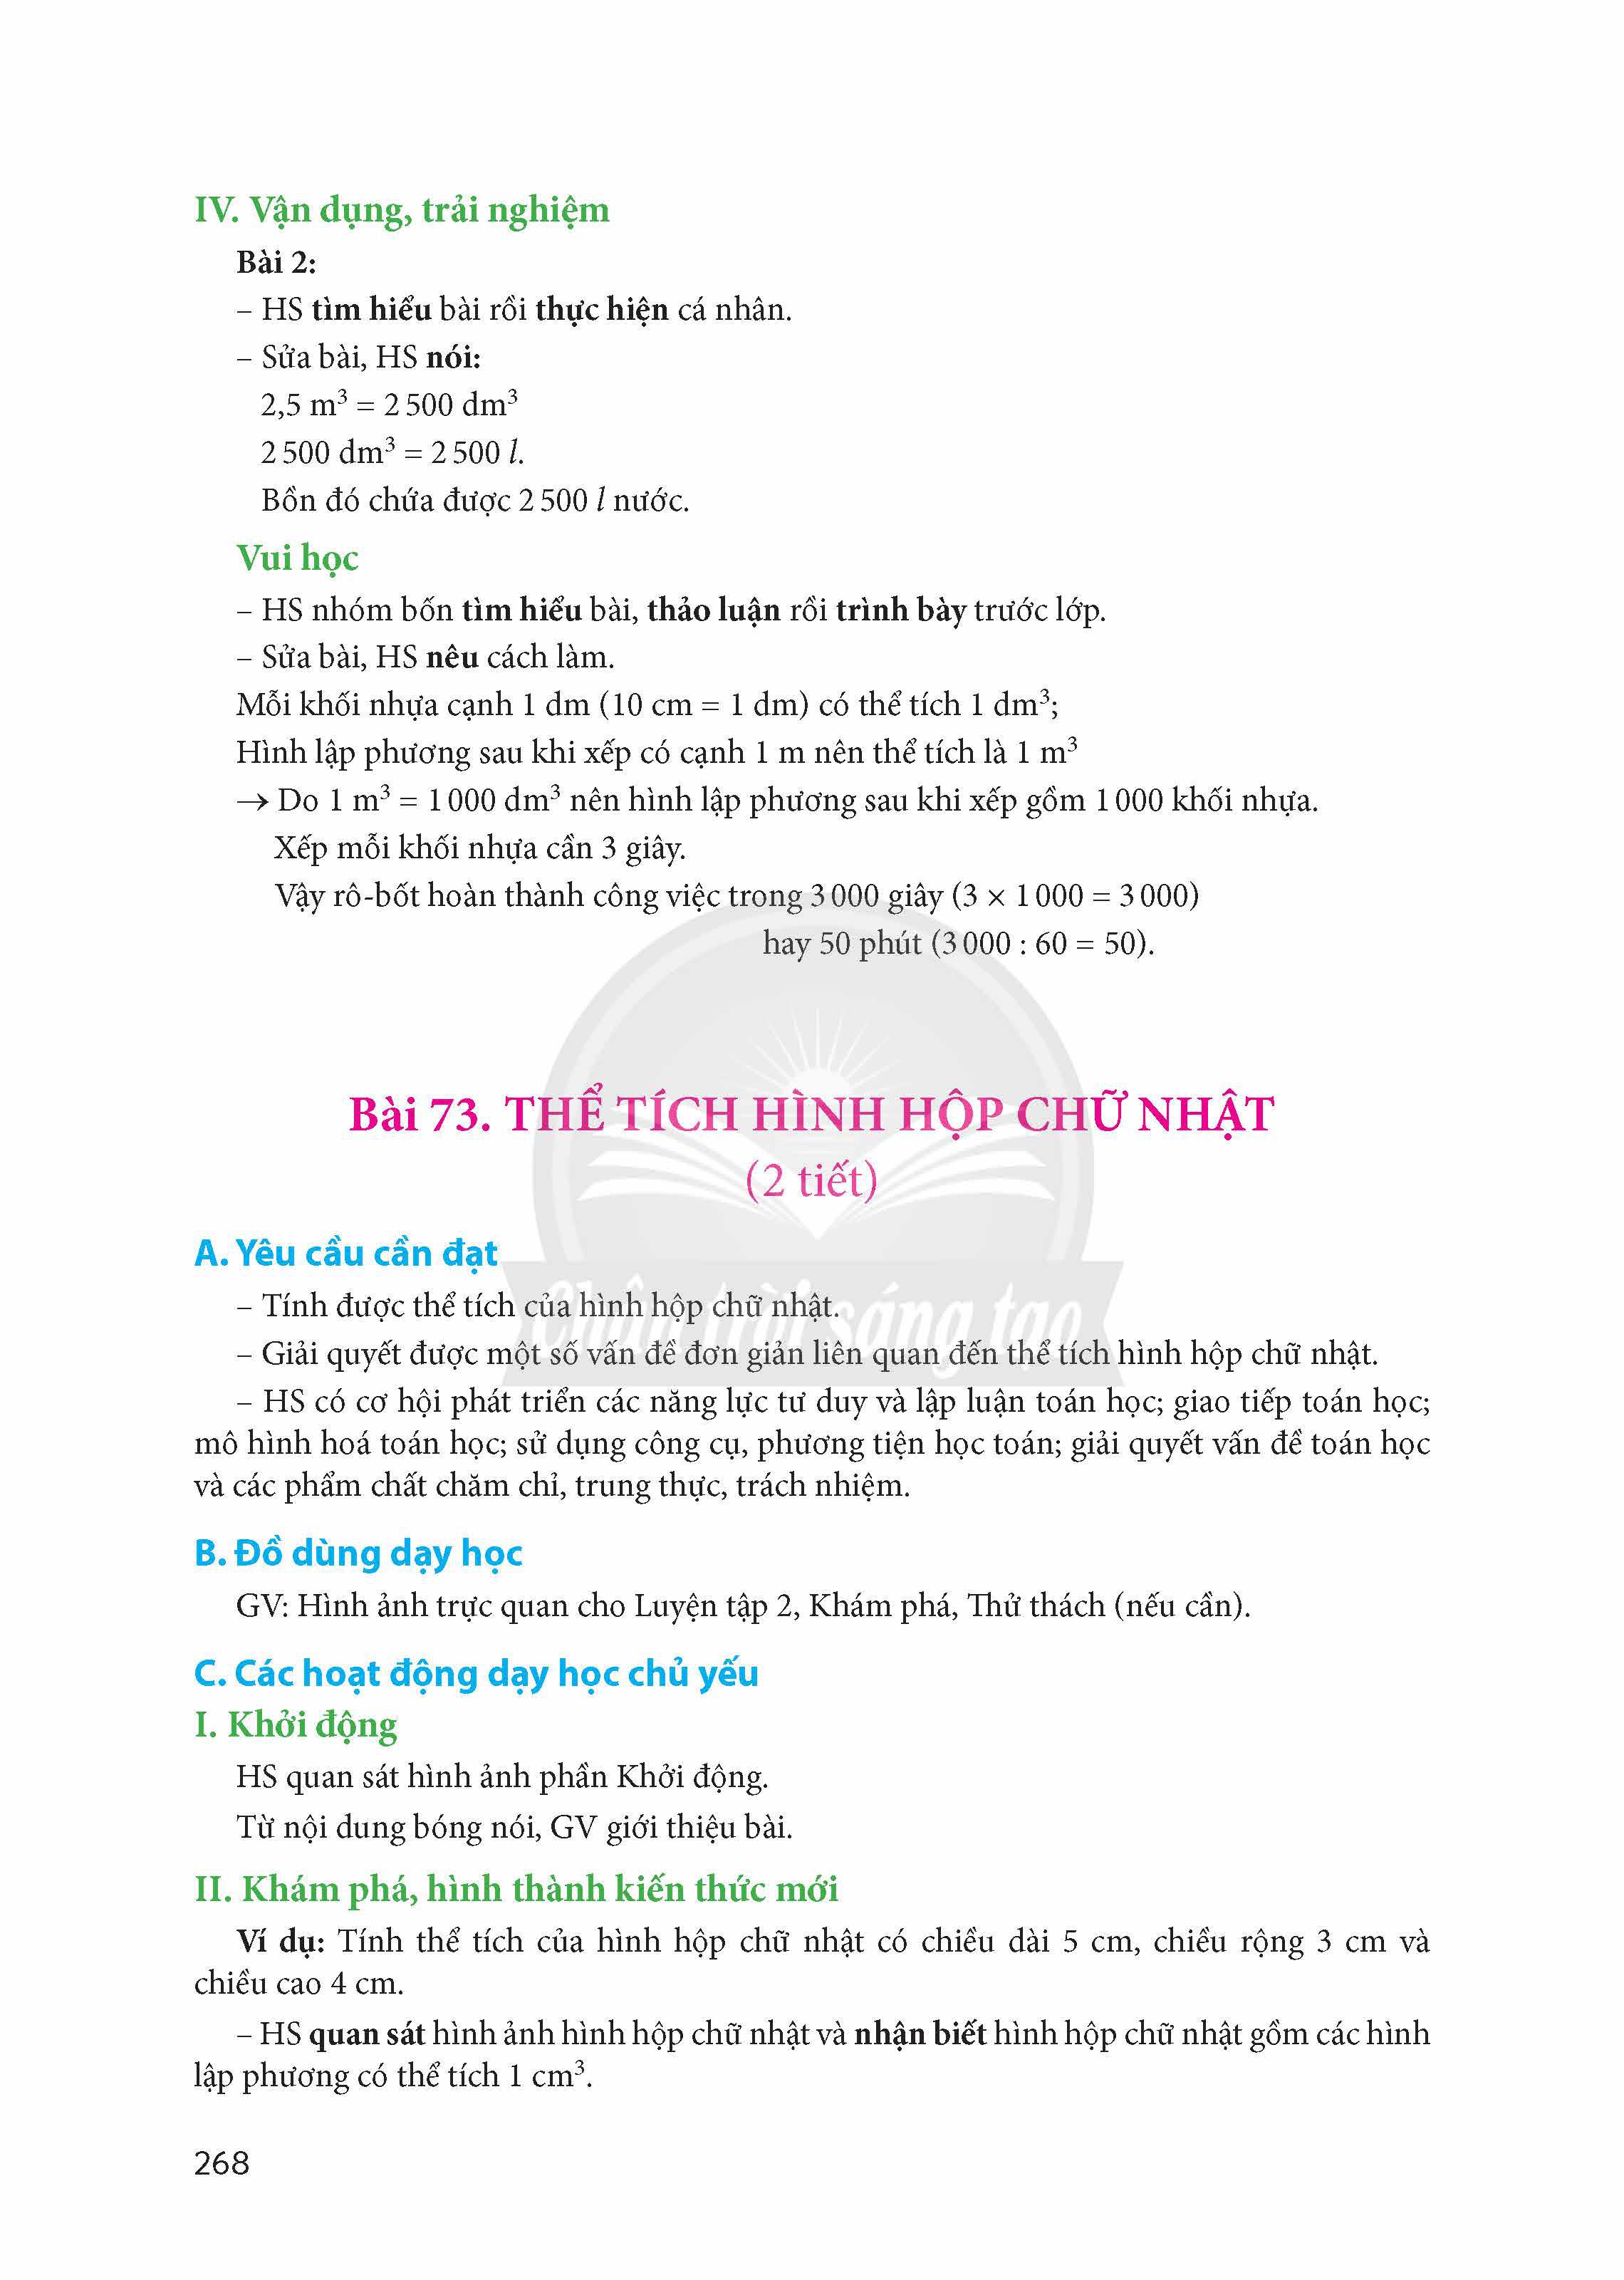 IV. Vận dụng, trải nghiệm
Bài 2:
– HS tìm hiểu bài rồi thực hiện cá nhân.
– Sửa bài, HS nói:
2,5 m³ = 2 500 dm³
2 500 dm³ = 2 500 l.
Bồn đó chứa được 2 500 l nước.
Vui học
– HS nhóm bốn tìm hiểu bài, thảo luận rồi trình bày trước lớp.
– Sửa bài, HS nêu cách làm.
Mỗi khối nhựa cạnh 1 dm (10 cm = 1 dm) có thể tích 1 dm³;
Hình lập phương sau khi xếp có cạnh 1 m nên thể tích là 1 m³
→ Do 1 m³ = 1 000 dm³ nên hình lập phương sau khi xếp gồm 1 000 khối nhựa.
Xếp mỗi khối nhựa cần 3 giây.
Vậy rô-bốt hoàn thành công việc trong 3 000 giây (3 × 1 000 = 3 000)
hay 50 phút (3 000 : 60 = 50).
Bài 73. THỂ TÍCH HÌNH HỘP CHỮ NHẬT
(2 tiết)
A. Yêu cầu cần đạt
– Tính được thể tích của hình hộp chữ nhật.
Chân trời sáng tạo
– Giải quyết được một số vấn đề đơn giản liên quan đến thể tích hình hộp chữ nhật.
– HS có cơ hội phát triển các năng lực tư duy và lập luận toán học; giao tiếp toán học;
mô hình hoá toán học; sử dụng công cụ, phương tiện học toán; giải quyết vấn đề toán học
và các phẩm chất chăm chỉ, trung thực, trách nhiệm.
B. Đồ dùng dạy học
GV: Hình ảnh trực quan cho Luyện tập 2, Khám phá, Thử thách (nếu cần).
C. Các hoạt động dạy học chủ yếu
I. Khởi động
HS quan sát hình ảnh phần Khởi động.
Từ nội dung bóng nói, GV giới thiệu bài.
II. Khám phá, hình thành kiến thức mới
Ví dụ: Tính thể tích của hình hộp chữ nhật có chiều dài 5 cm, chiều rộng 3 cm và
chiều cao 4 cm.
– HS quan sát hình ảnh hình hộp chữ nhật và nhận biết hình hộp chữ nhật gồm các hình
lập phương có thể tích 1 cm³.
268